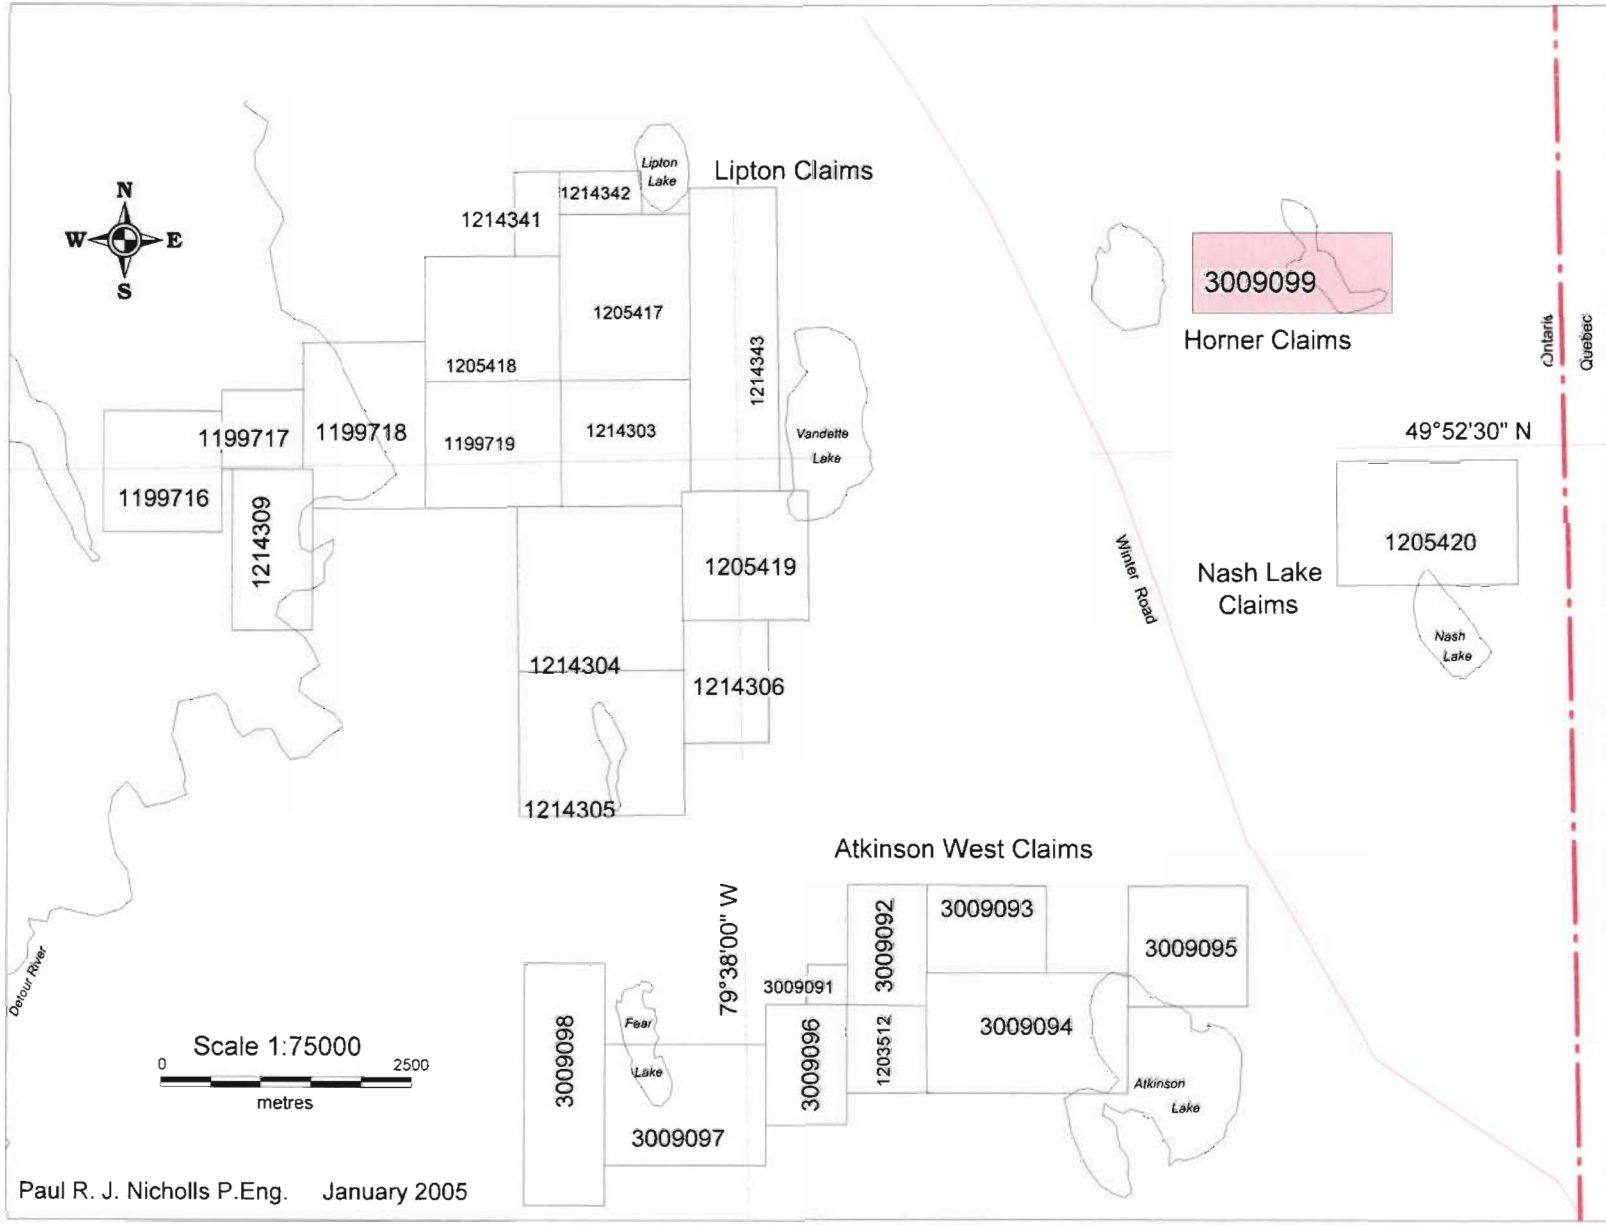 Lipton
Lake
Lipton Claims
N
W
E
S
1214342
1214341
3009099
1205417
Horner Claims
Ontario
Quebec
1205418
1214343
1199717
1199718
1199719
1214303
Vandette
Lake
49°52'30" N
1199716
1214309
1205419
Winter Road
1205420
Nash Lake
Claims
Nash
Lake
1214304
1214306
1214305
Atkinson West Claims
79°38'00" W
3009092
3009093
3009095
Detour River
3009091
3009098
Fear
Lake
3009096
1203512
3009094
Atkinson
Lake
3009097
Scale 1:75000
0
2500
metres
Paul R. J. Nicholls P.Eng. January 2005